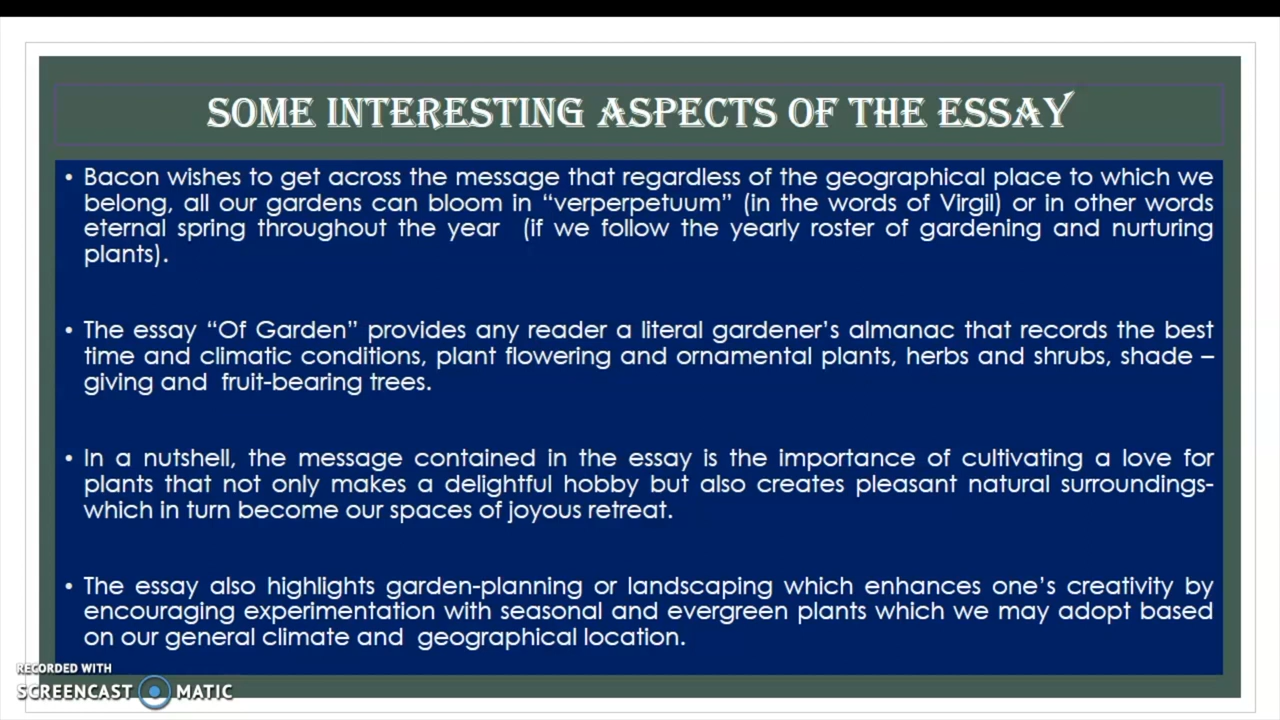 SOME INTERESTING ASPECTS OF THE ESSAY
• Bacon wishes to get across the message that regardless of the geographical place to which we
belong, all our gardens can bloom in “verperpetuum” (in the words of Virgil) or in other words
eternal spring throughout the year (if we follow the yearly roster of gardening and nurturing
plants).
• The essay “Of Garden” provides any reader a literal gardener’s almanac that records the best
time and climatic conditions, plant flowering and ornamental plants, herbs and shrubs, shade –
giving and fruit-bearing trees.
• In a nutshell, the message contained in the essay is the importance of cultivating a love for
plants that not only makes a delightful hobby but also creates pleasant natural surroundings-
which in turn become our spaces of joyous retreat.
• The essay also highlights garden-planning or landscaping which enhances one’s creativity by
encouraging experimentation with seasonal and evergreen plants which we may adopt based
on our general climate and geographical location.
RECORDED WITH
SCREENCAST MATIC